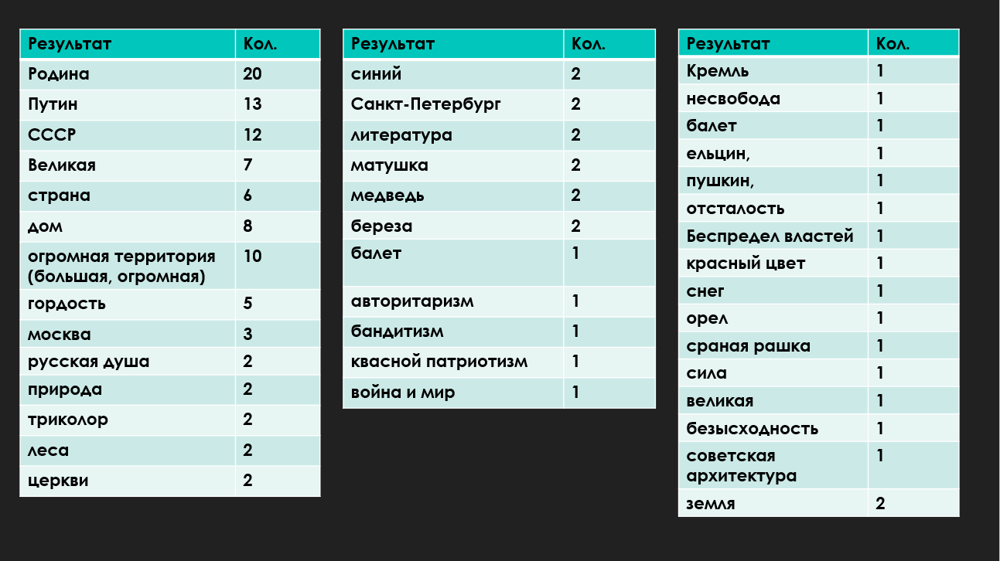 Результат Кол.
Родина 20
Путин 13
СССР 12
Великая 7
страна 6
дом 8
огромная территория 10
(большая, огромная)
гордость 5
москва 3
русская душа 2
природа 2
триколор 2
леса 2
церкви 2
Результат Кол.
синий 2
Санкт-Петербург 2
литература 2
матушка 2
медведь 2
береза 2
балет 1
авторитаризм 1
бандитизм 1
квасной патриотизм 1
война и мир 1
Результат Кол.
Кремль 1
несвобода 1
балет 1
ельцин, 1
пушкин, 1
отсталость 1
Беспредел властей 1
красный цвет 1
снег 1
орел 1
сраная рашка 1
сила 1
великая 1
безысходность 1
советская 1
архитектура
земля 2